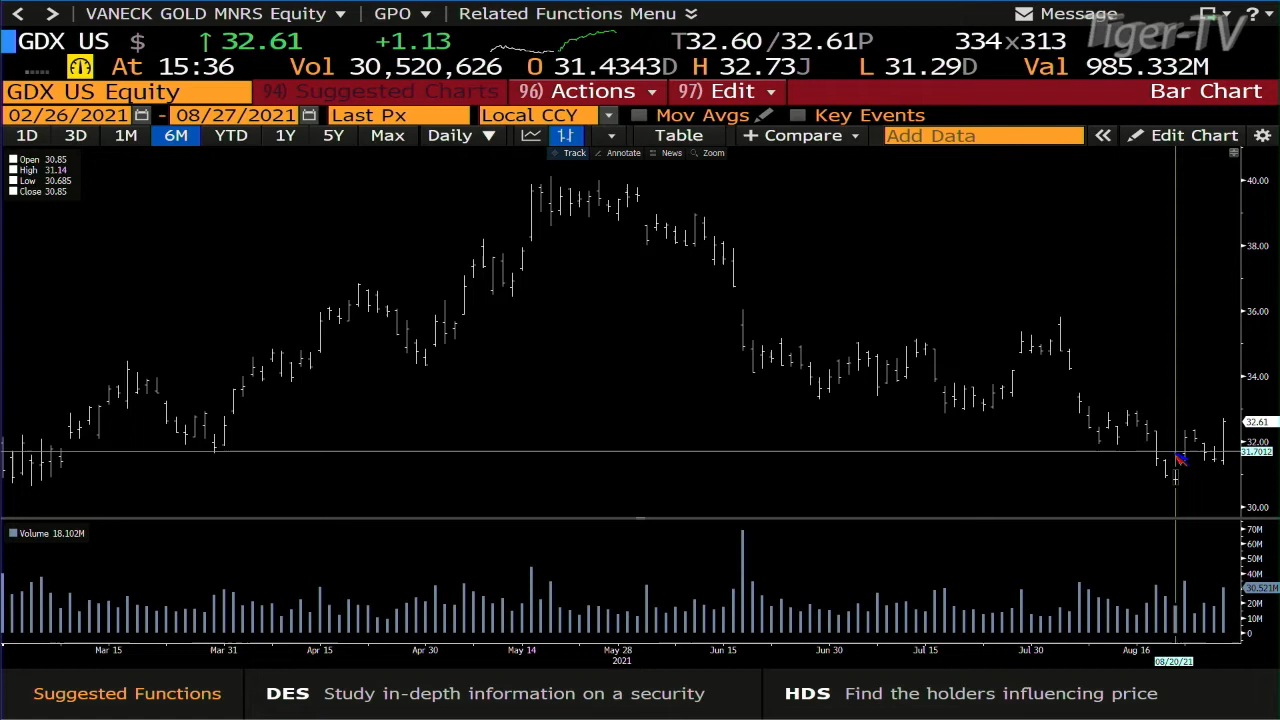 VANECK GOLD MNRS Equity GPO Related Functions Menu Message ?
Tiger-TV
GDX US $ ↑ 32.61 +1.13 T32.60 /32.61P 334x313
At 15:36 Vol 30,520,626 O 31.4343D H 32.73J L 31.29D Val 985.332M
GDX US Equity 94) Suggested Charts 96) Actions 97) Edit Bar Chart
02/26/2021 - 08/27/2021 Last Px Local CCY Mov Avgs Key Events
1D 3D 1M 6M YTD 1Y 5Y Max Daily ▼ Table + Compare Add Data « Edit Chart
Track Annotate News Zoom
Open 30.85
High 31.14
Low 30.685
Close 30.85
40.00
38.00
36.00
34.00
32.61
32.00
31.7012
30.00
Volume 18.102M
70M
60M
50M
40M
30.521M
20M
10M
0
Mar 15 Mar 31 Apr 15 Apr 30 May 14 May 28 Jun 15 Jun 30 Jul 15 Jul 30 Aug 16
2021 08/20/21
Suggested Functions DES Study in-depth information on a security HDS Find the holders influencing price